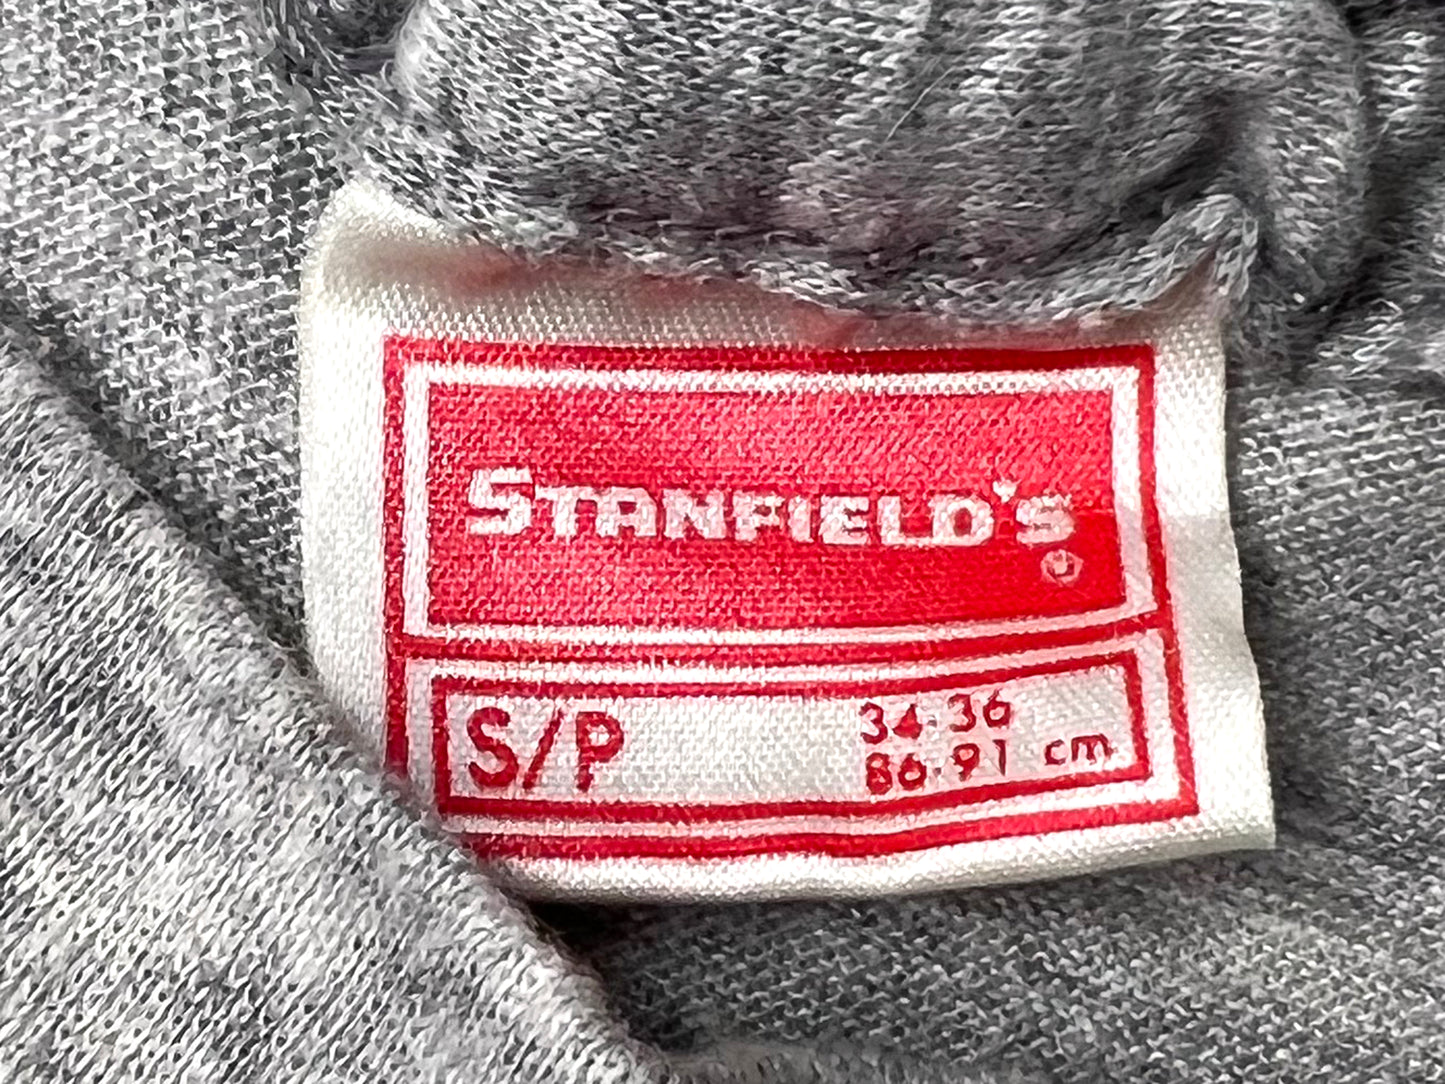 STANFIELD'S
®
S/P 34-36
86-91 cm